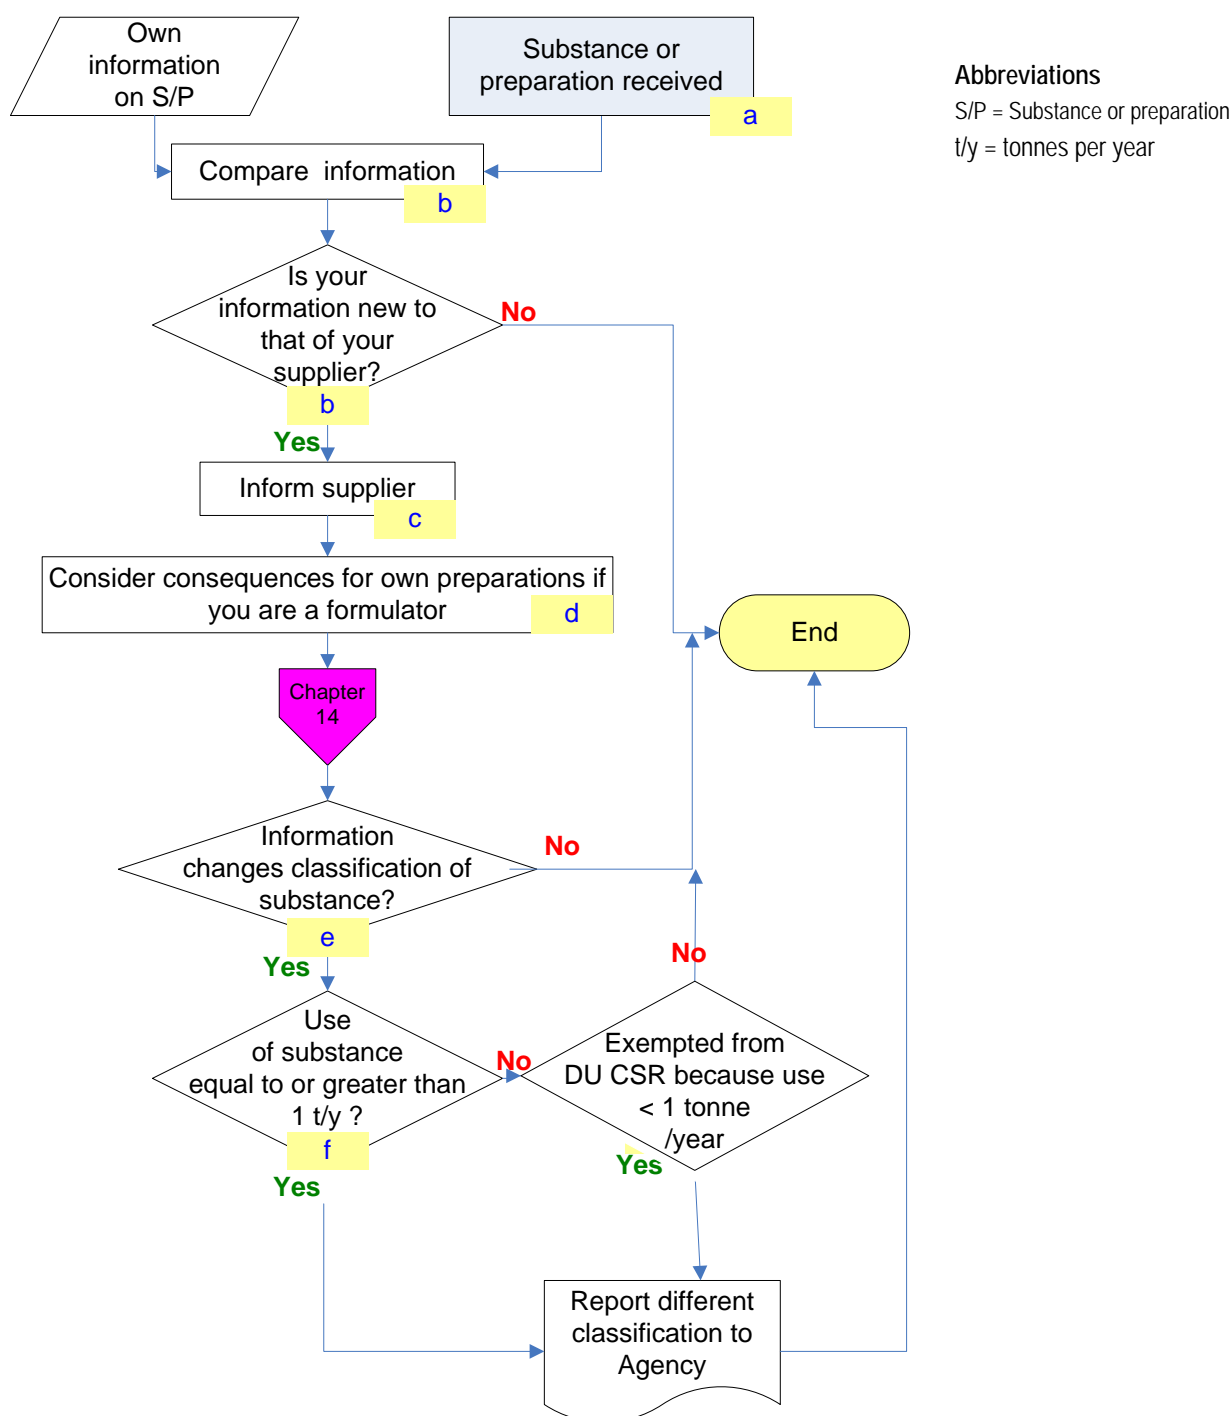 Own
information
on S/P
Substance or
preparation received
a
Abbreviations
S/P = Substance or preparation
t/y = tonnes per year
Compare information
b
Is your
information new to
that of your
supplier?
b
No
Yes
Inform supplier
c
Consider consequences for own preparations if
you are a formulator
d
End
Chapter
14
Information
changes classification of
substance?
e
No
Yes
Use
of substance
equal to or greater than
1 t/y ?
f
No
Yes
No
Exempted from
DU CSR because use
< 1 tonne
/year
Yes
Report different
classification to
Agency